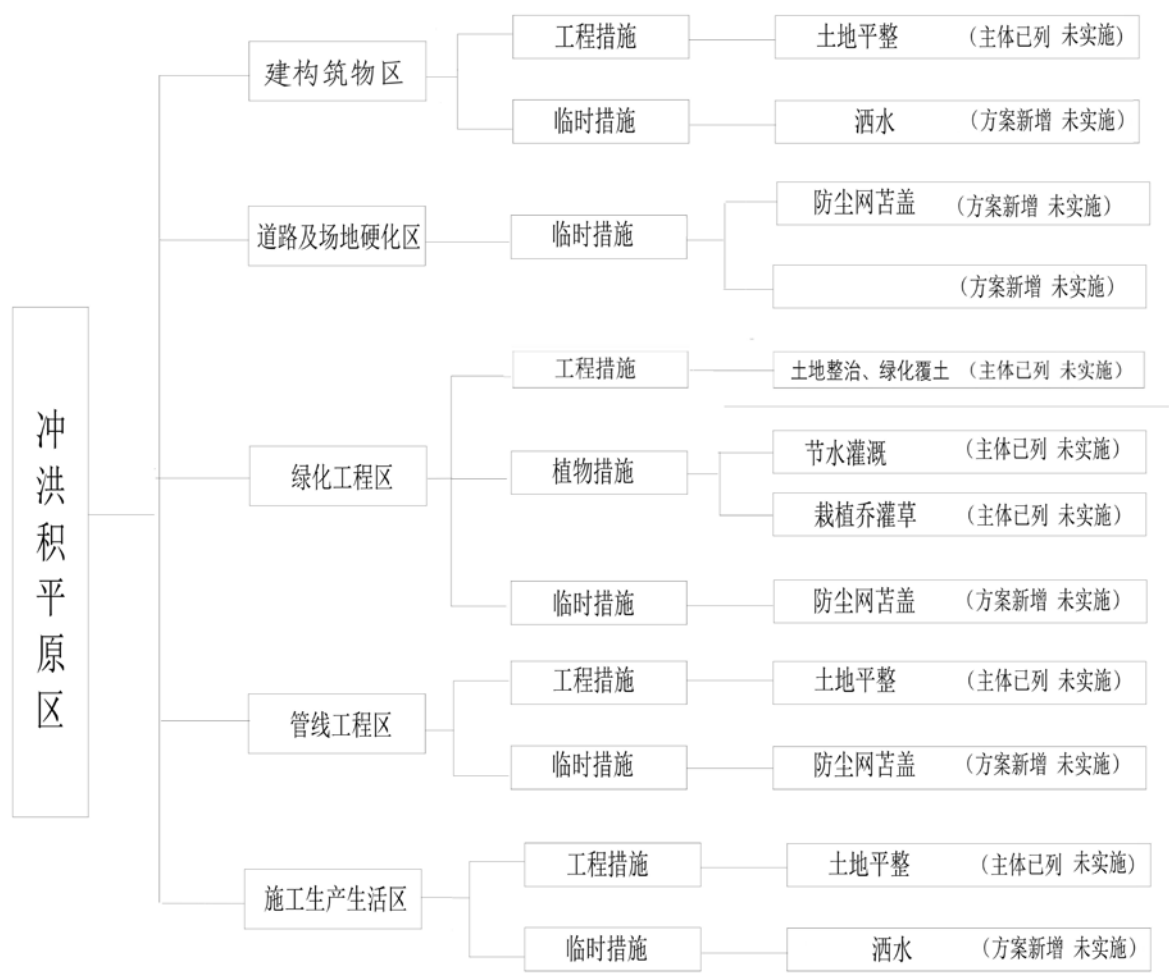 建构筑物区
工程措施
土地平整 (主体已列 未实施)
临时措施
洒水 (方案新增 未实施)
道路及场地硬化区
临时措施
防尘网苫盖 (方案新增 未实施)
(方案新增 未实施)
冲洪积平原区
绿化工程区
工程措施
土地整治、绿化覆土 (主体已列 未实施)
植物措施
节水灌溉 (主体已列 未实施)
栽植乔灌草 (主体已列 未实施)
临时措施
防尘网苫盖 (方案新增 未实施)
管线工程区
工程措施
土地平整 (主体已列 未实施)
临时措施
防尘网苫盖 (方案新增 未实施)
施工生产生活区
工程措施
土地平整 (主体已列 未实施)
临时措施
洒水 (方案新增 未实施)